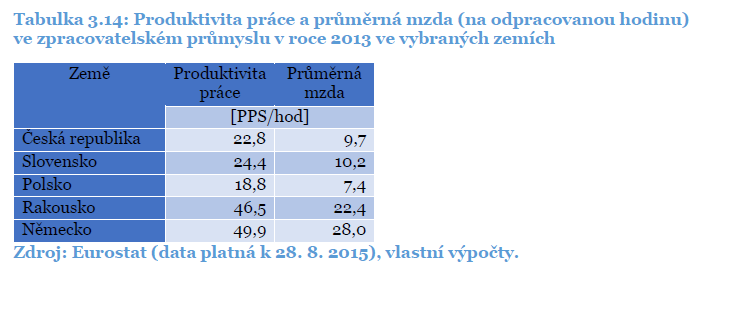 Tabulka 3.14: Produktivita práce a průměrná mzda (na odpracovanou hodinu)
ve zpracovatelském průmyslu v roce 2013 ve vybraných zemích
Země Produktivita práce Průměrná mzda
[PPS/hod]
Česká republika 22,8 9,7
Slovensko 24,4 10,2
Polsko 18,8 7,4
Rakousko 46,5 22,4
Německo 49,9 28,0
Zdroj: Eurostat (data platná k 28. 8. 2015), vlastní výpočty.